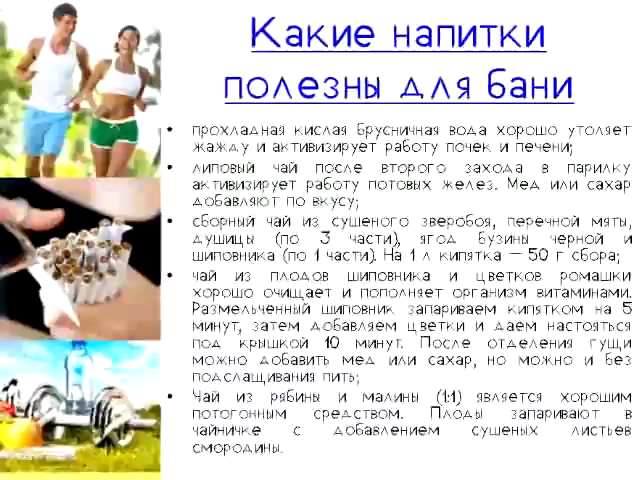 Какие напитки
полезны для бани
• прохладная кислая брусничная вода хорошо утоляет
жажду и активизирует работу почек и печени;
• липовый чай после второго захода в парилку
активизирует работу потовых желез. Мед или сахар
добавляют по вкусу;
• сборный чай из сушеного зверобоя, перечной мяты,
душицы (по 3 части), ягод бузины черной и
шиповника (по 1 части). На 1 л кипятка — 50 г сбора;
• чай из плодов шиповника и цветков ромашки
хорошо очищает и пополняет организм витаминами.
Размельченный шиповник запариваем кипятком на 5
минут, затем добавляем цветки и даем настояться
под крышкой 10 минут. После отделения гущи
можно добавить мед или сахар, но можно и без
подслащивания пить;
• Чай из рябины и малины (1:1) является хорошим
потогонным средством. Плоды запаривают в
чайничке с добавлением сушеных листьев
смородины.